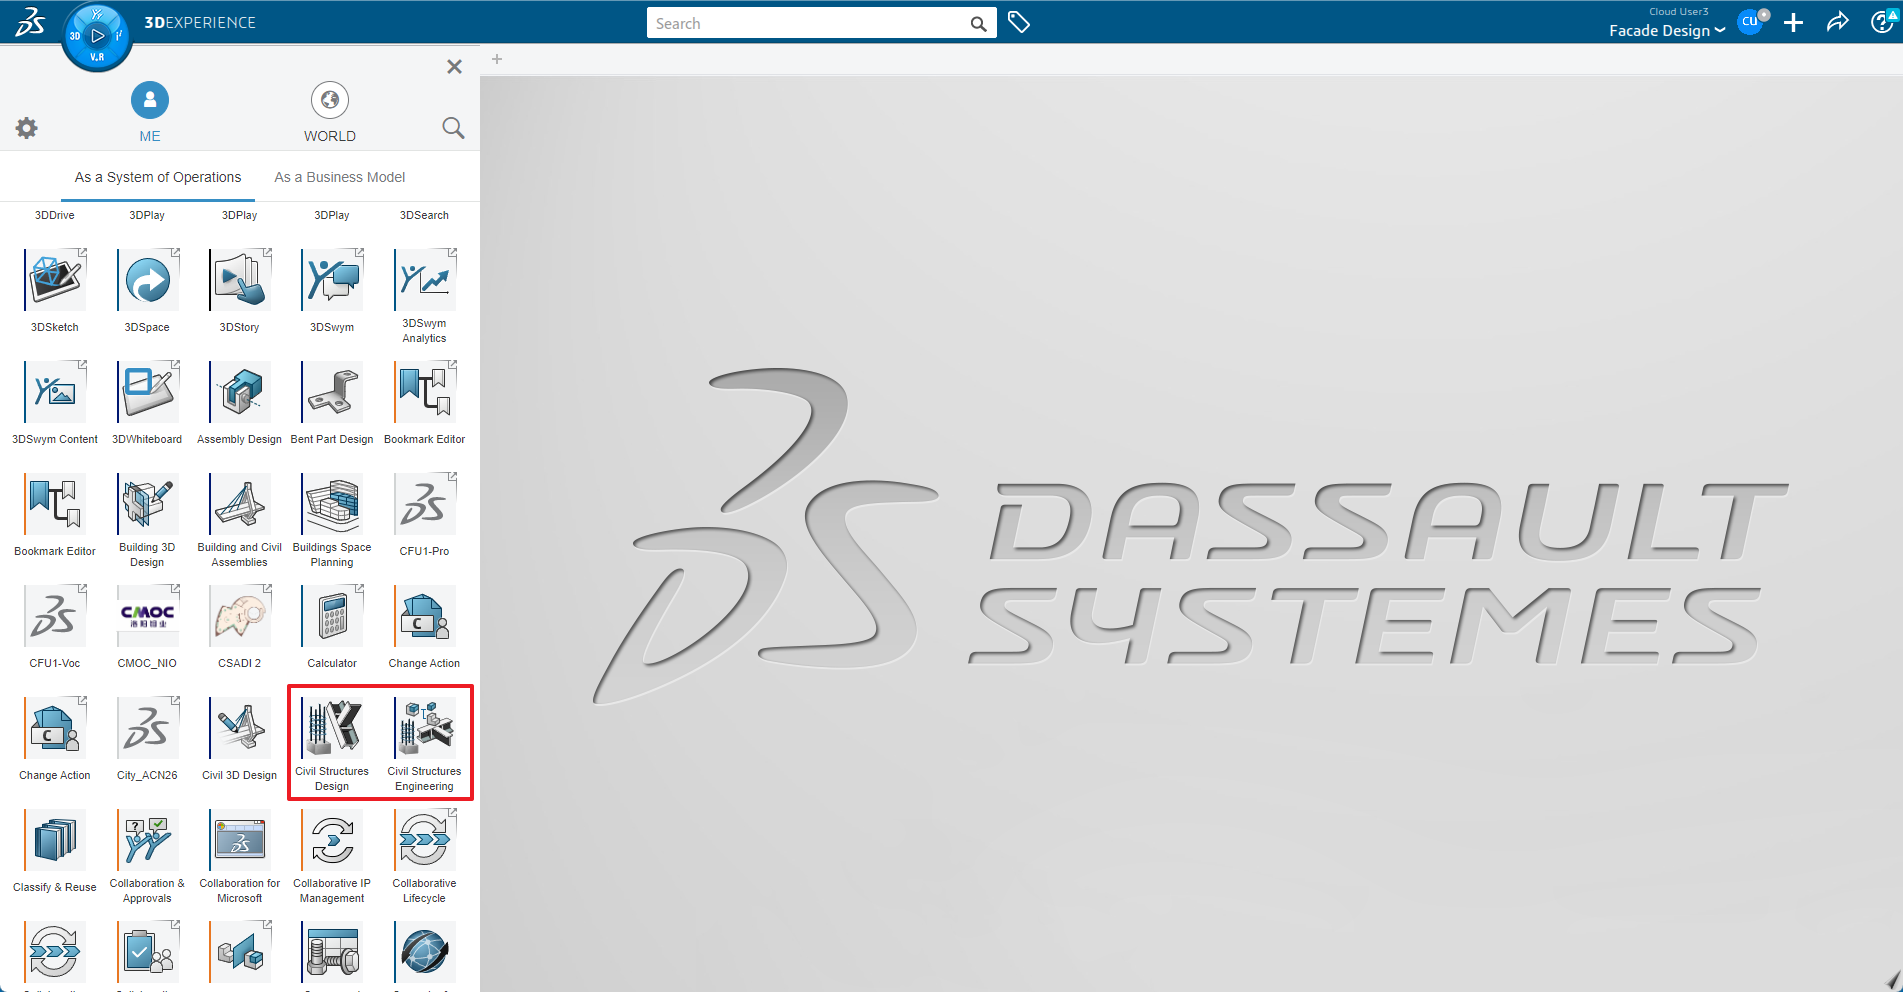 3DEXPERIENCE
3D
V.R
Search
Cloud User3
Facade Design
CU
ME
WORLD
As a System of Operations
As a Business Model
3DDrive
3DPlay
3DPlay
3DPlay
3DSearch
3DSketch
3DSpace
3DStory
3DSwym
3DSwym
Analytics
3DSwym Content
3DWhiteboard
Assembly Design
Bent Part Design
Bookmark Editor
Bookmark Editor
Building 3D
Design
Building and Civil
Assemblies
Buildings Space
Planning
CFU1-Pro
CMOC
洛阳钼业
C
CFU1-Voc
CMOC_NIO
CSADI 2
Calculator
Change Action
C
Change Action
City_ACN26
Civil 3D Design
Civil Structures
Design
Civil Structures
Engineering
Classify & Reuse
Collaboration &
Approvals
Collaboration for
Microsoft
Collaborative IP
Management
Collaborative
Lifecycle
DASSAULT
SYSTEMES